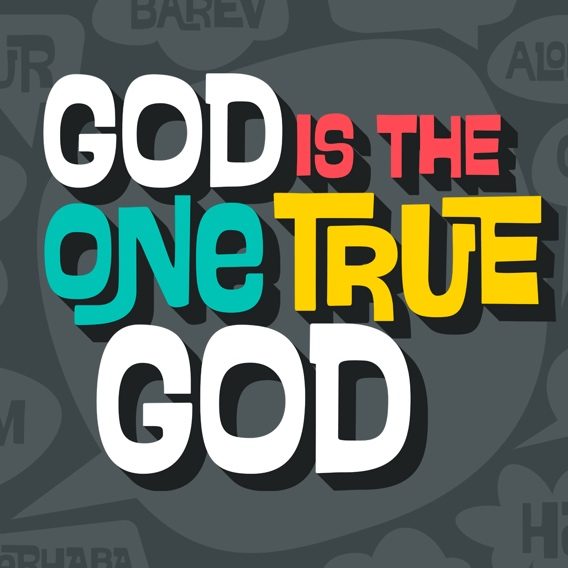 BAREV
GOD IS THE
ONE TRUE
GOD